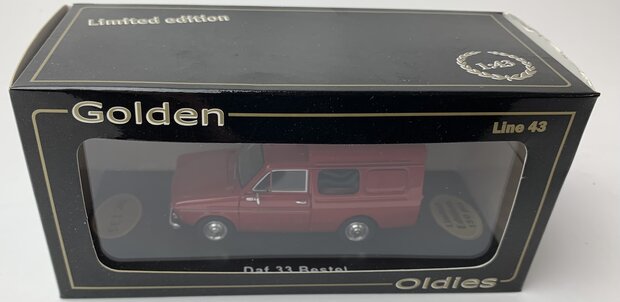 Limited edition
1:43
Golden
Line 43
Daf 33 Bestel
Oldies